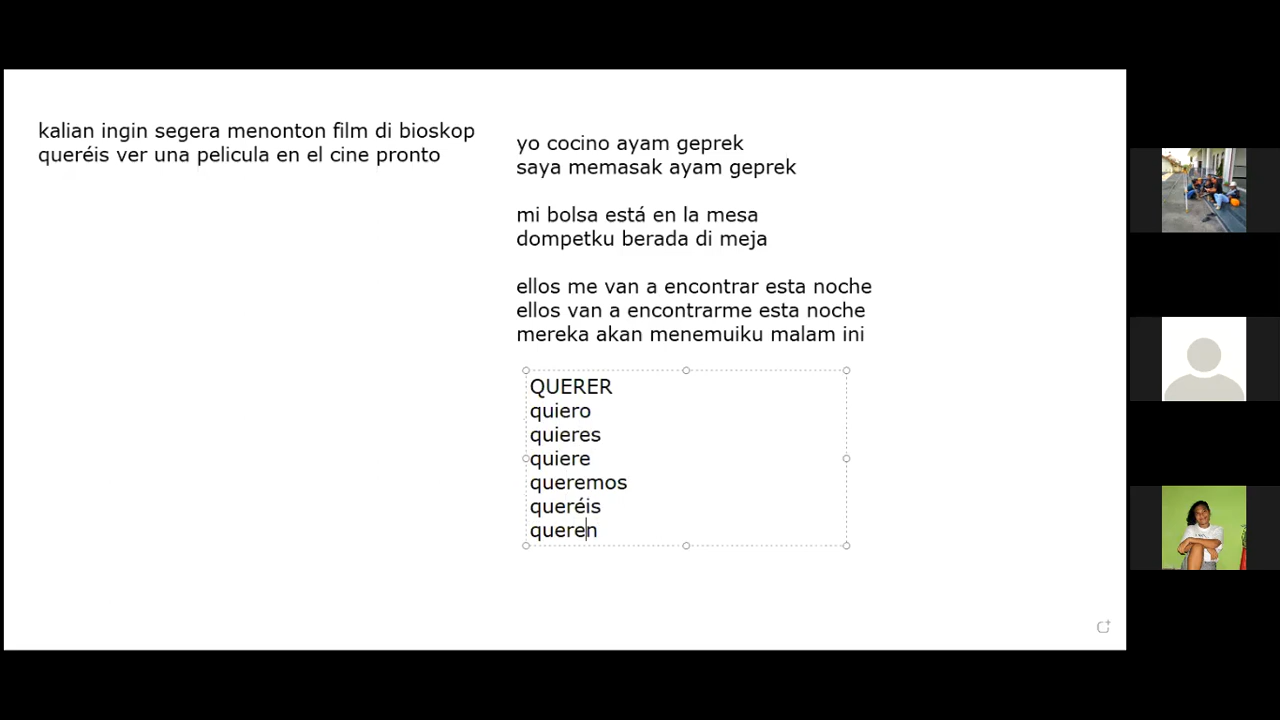 kalian ingin segera menonton film di bioskop
queréis ver una pelicula en el cine pronto
yo cocino ayam geprek
saya memasak ayam geprek
mi bolsa está en la mesa
dompetku berada di meja
ellos me van a encontrar esta noche
ellos van a encontrarme esta noche
mereka akan menemuiku malam ini
QUERER
quiero
quieres
quiere
queremos
queréis
queren